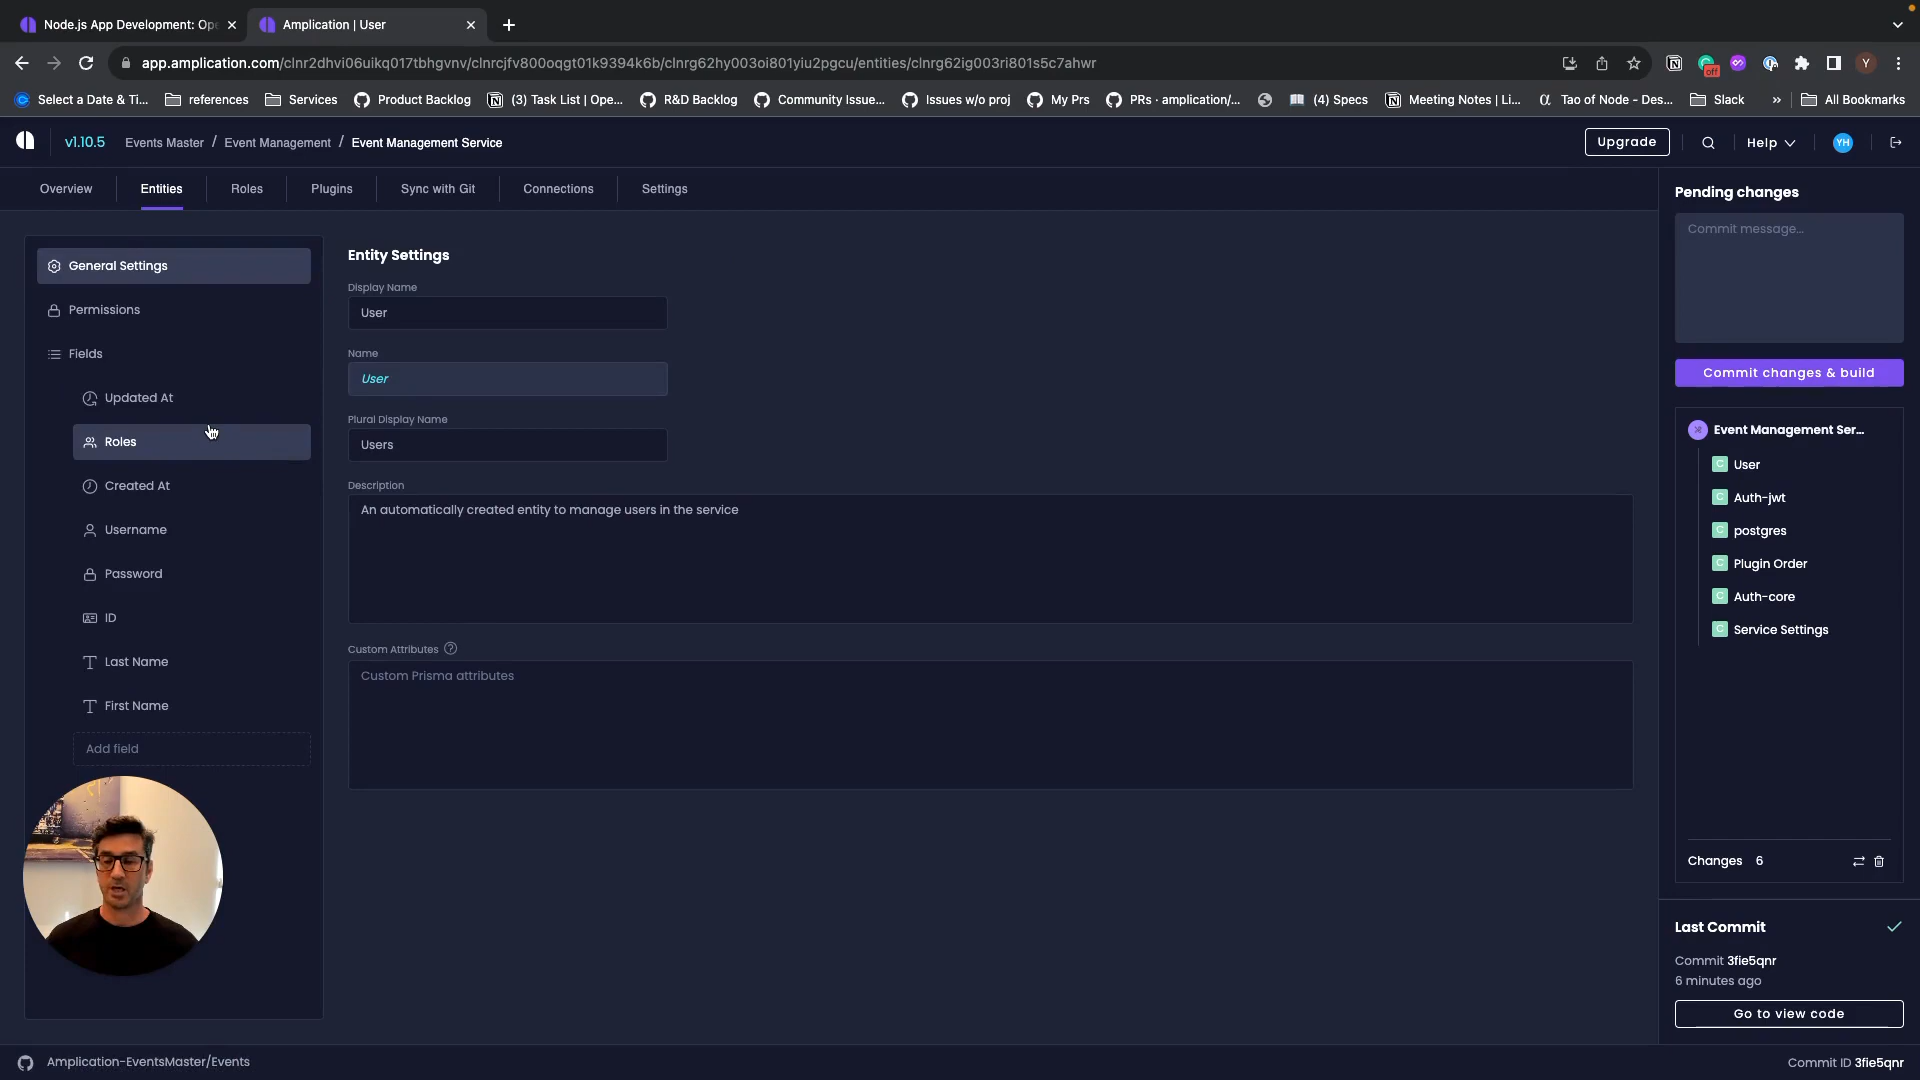 Node.js App Development: Ope
Amplication | User
app.amplication.com/clnr2dhvi06uikq017tbhgvnv/clnrcjfv800oqgt01k9394k6b/clnrg62hy003oi801yiu2pgcu/entities/clnrg62ig003ri801s5c7ahwr
off
Y
Select a Date & Ti...
references
Services
Product Backlog
(3) Task List | Ope...
R&D Backlog
Community Issue...
Issues w/o proj
My Prs
PRs · amplication/...
(4) Specs
Meeting Notes | Li...
Tao of Node - Des...
Slack
»
All Bookmarks
v1.10.5
Events Master / Event Management / Event Management Service
Upgrade
Help
YH
Overview
Entities
Roles
Plugins
Sync with Git
Connections
Settings
General Settings
Permissions
Fields
Updated At
Roles
Created At
Username
Password
ID
Last Name
First Name
Add field
Entity Settings
Display Name
User
Name
User
Plural Display Name
Users
Description
An automatically created entity to manage users in the service
Custom Attributes
Custom Prisma attributes
Pending changes
Commit message...
Commit changes & build
Event Management Ser...
C User
C Auth-jwt
C postgres
C Plugin Order
C Auth-core
C Service Settings
Changes 6
Last Commit
Commit 3fie5qnr
6 minutes ago
Go to view code
Amplication-EventsMaster/Events
Commit ID 3fie5qnr